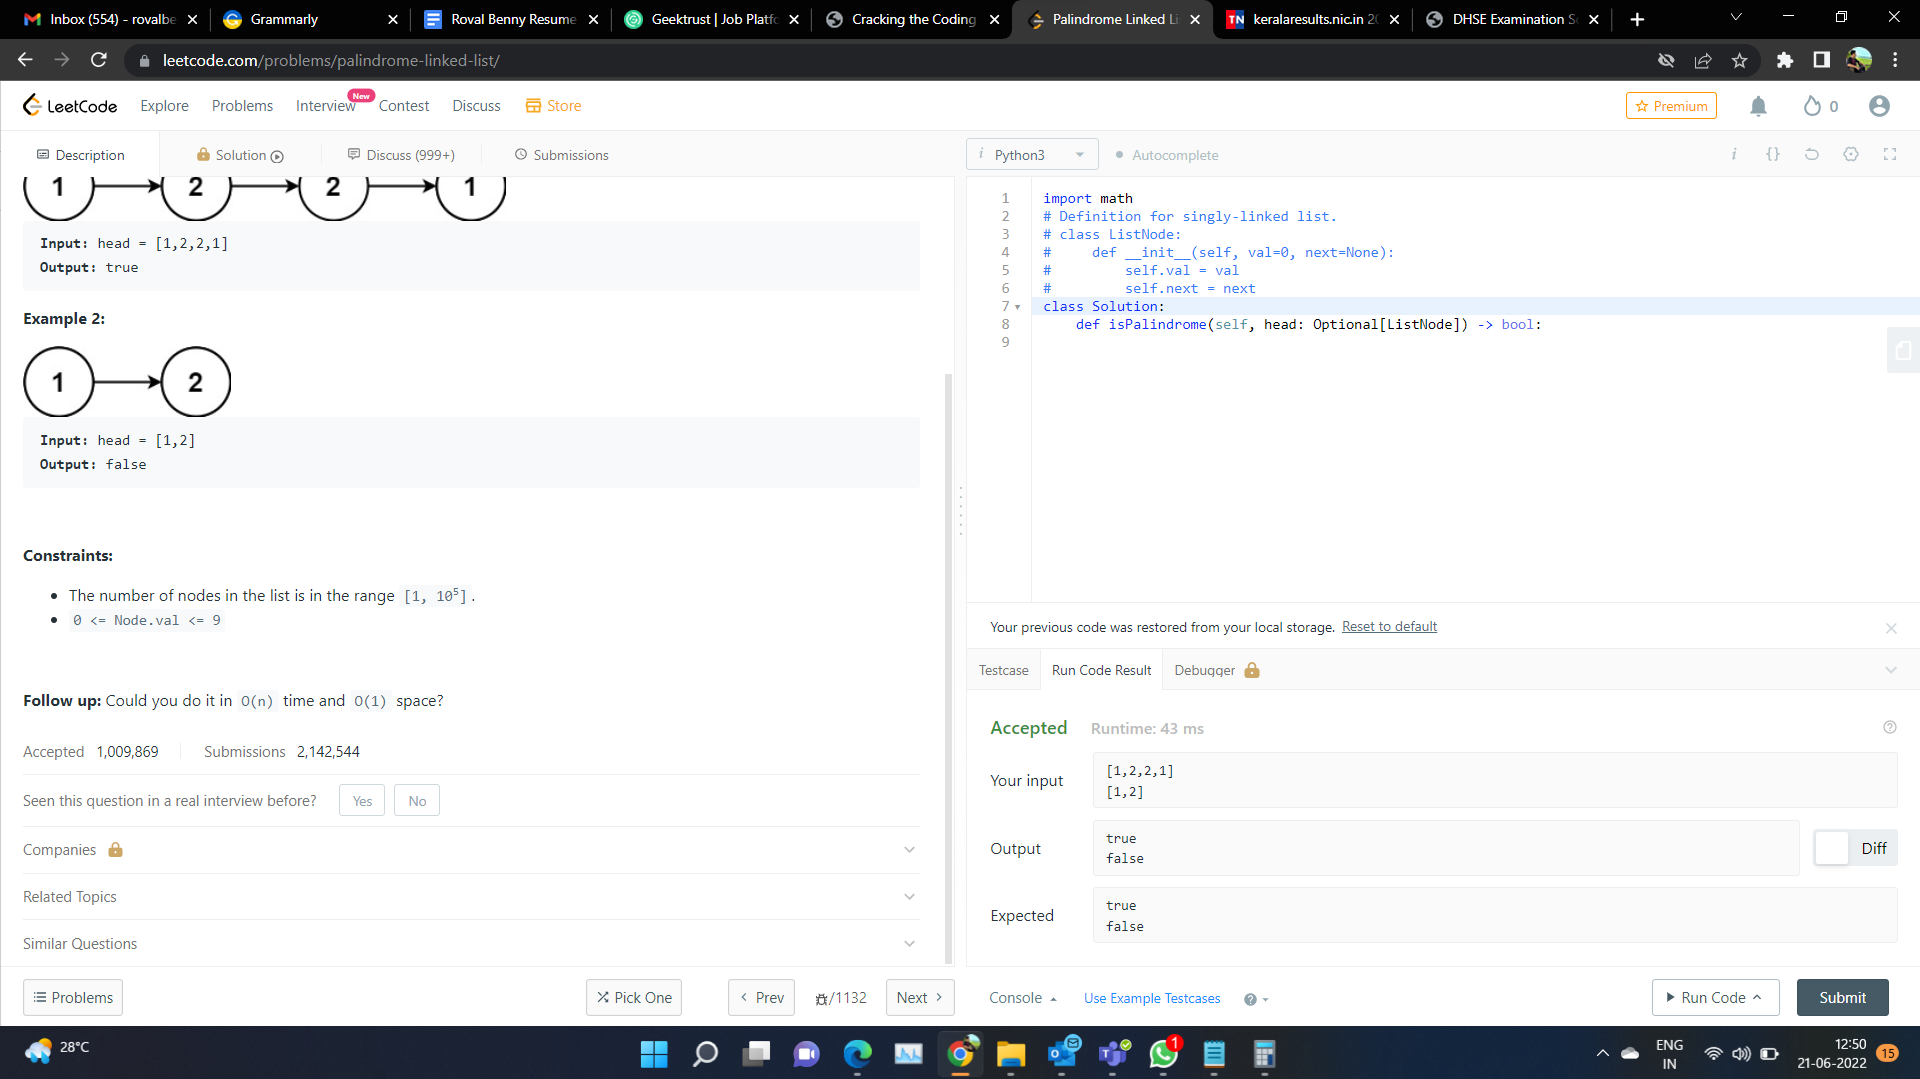 Inbox (554) - rovalbe
Grammarly
Roval Benny Resume
Geektrust | Job Platfo
Cracking the Coding
Palindrome Linked Li
TN keralaresults.nic.in 20
DHSE Examination S
leetcode.com/problems/palindrome-linked-list/
LeetCode
Explore
Problems
Interview
New
Contest
Discuss
Store
Premium
0
Description
Solution
Discuss (999+)
Submissions
i Python3
Autocomplete
i
{}
1 2 2 1
Input: head = [1,2,2,1]
Output: true
Example 2:
1 2
Input: head = [1,2]
Output: false
Constraints:
• The number of nodes in the list is in the range [1, 10⁵].
• 0 <= Node.val <= 9
Follow up: Could you do it in O(n) time and O(1) space?
Accepted 1,009,869
Submissions 2,142,544
Seen this question in a real interview before?
Yes
No
Companies
Related Topics
Similar Questions
Problems
Pick One
Prev
/1132
Next
1 import math
2 # Definition for singly-linked list.
3 # class ListNode:
4 #     def __init__(self, val=0, next=None):
5 #         self.val = val
6 #         self.next = next
7 class Solution:
8     def isPalindrome(self, head: Optional[ListNode]) -> bool:
9
Your previous code was restored from your local storage. Reset to default
Testcase
Run Code Result
Debugger
Accepted
Runtime: 43 ms
Your input
[1,2,2,1]
[1,2]
Output
true
false
Diff
Expected
true
false
Console
Use Example Testcases
Run Code
Submit
28°C
1
ENG
IN
12:50
21-06-2022
15